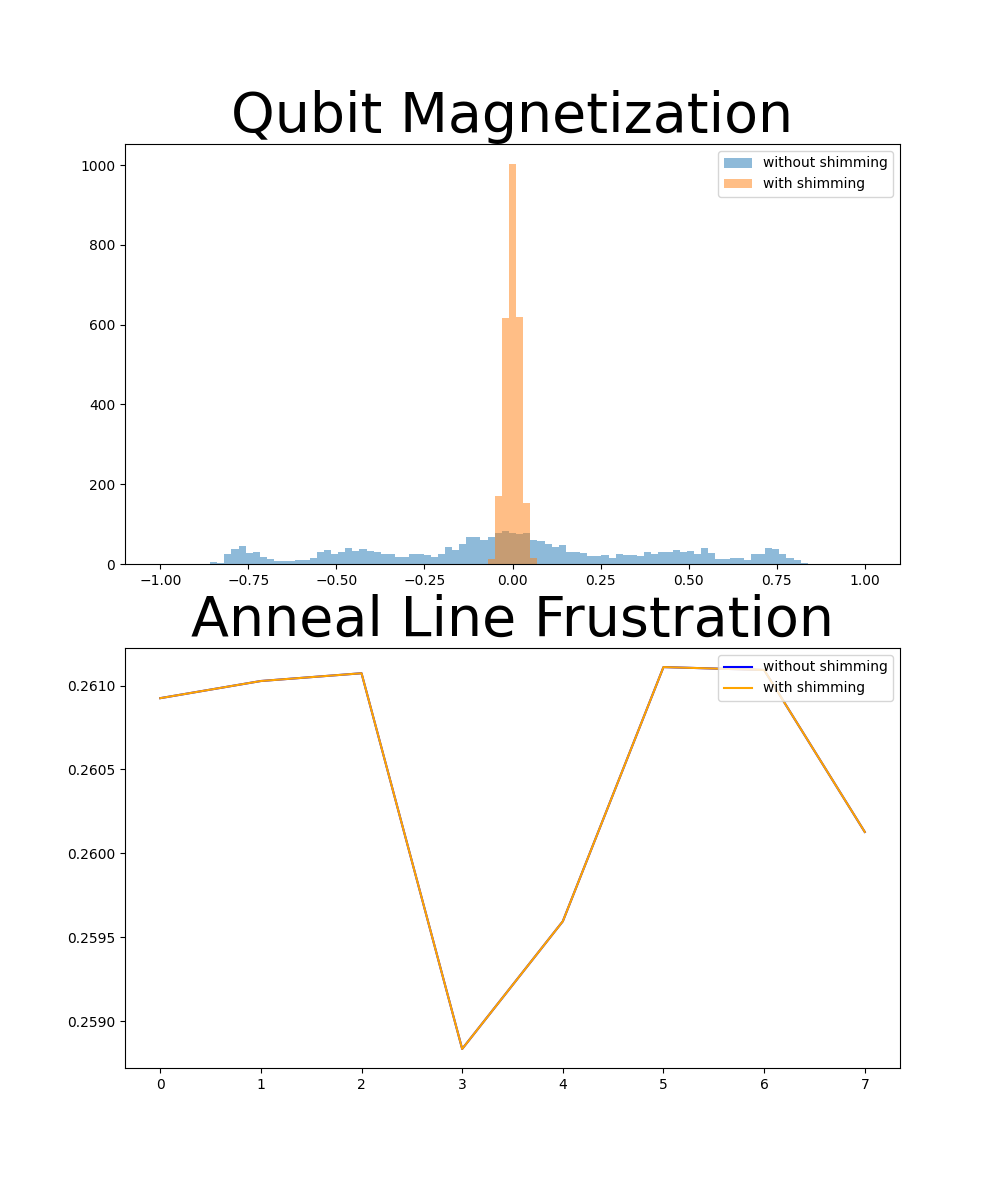 Qubit Magnetization
1000
800
600
400
200
0
without shimming
with shimming
−1.00 −0.75 −0.50 −0.25 0.00 0.25 0.50 0.75 1.00
Anneal Line Frustration
0.2610
0.2605
0.2600
0.2595
0.2590
without shimming
with shimming
0 1 2 3 4 5 6 7